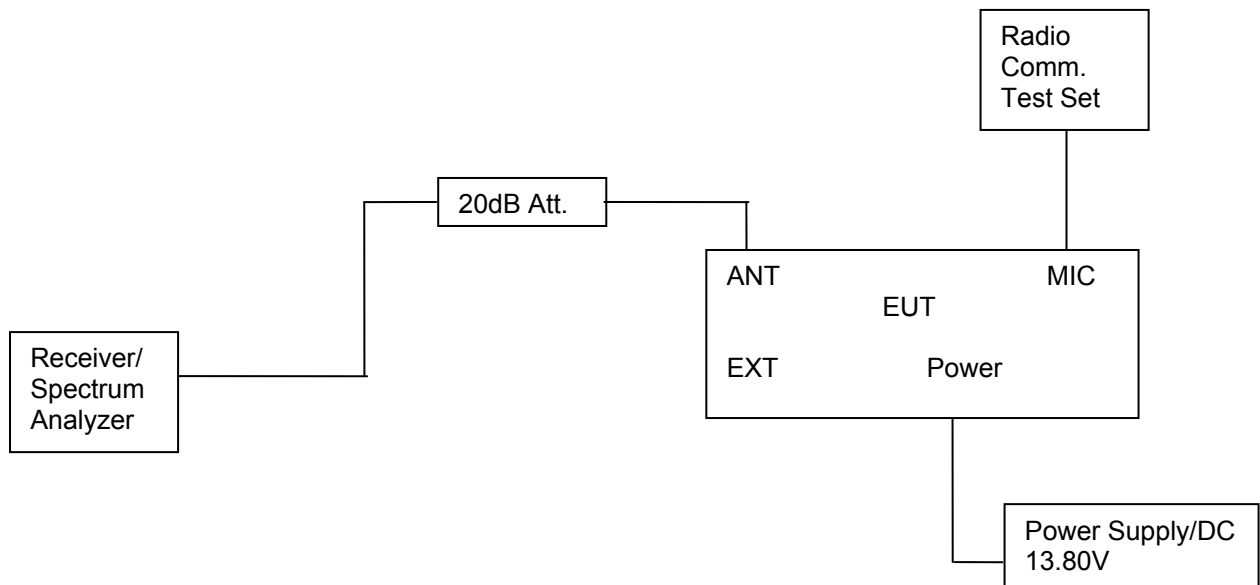 Radio
Comm.
Test Set
20dB Att.
ANT
MIC
EUT
Receiver/
Spectrum
Analyzer
EXT
Power
Power Supply/DC
13.80V